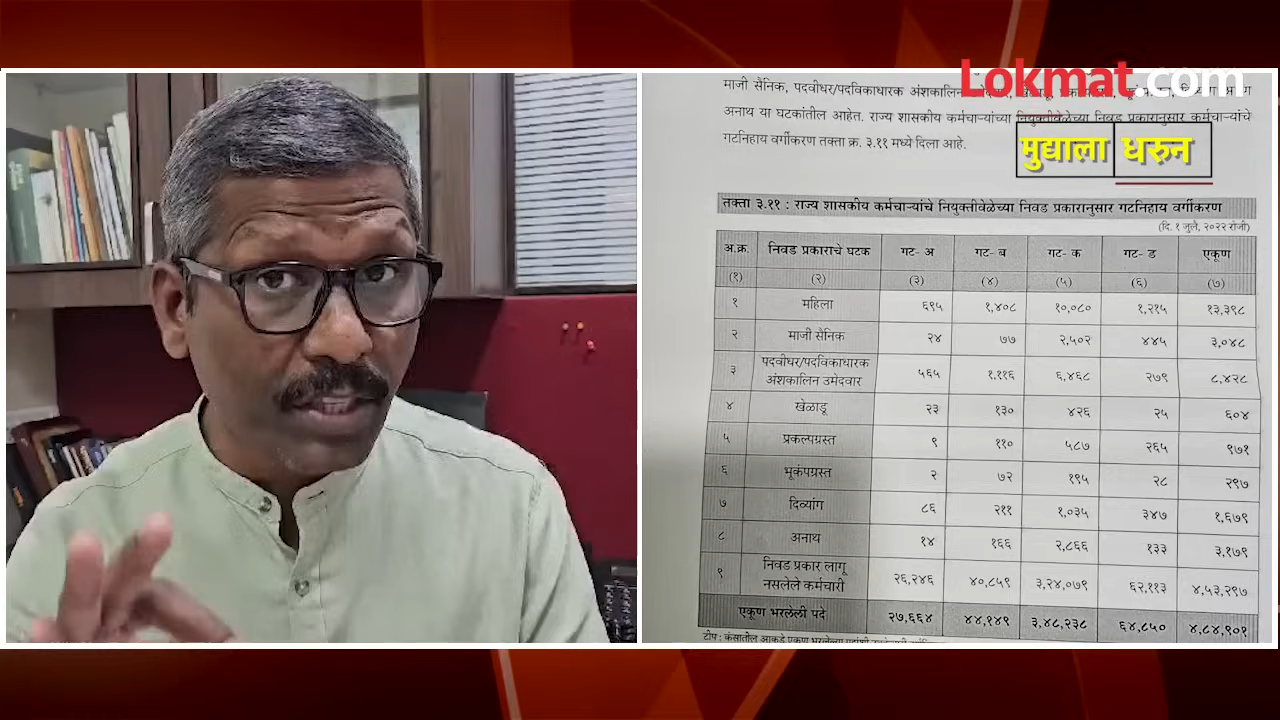 Lokmat.com
मुद्याला धरुन
माजी सैनिक, पदवीधर/पदविकाधारक अंशकालिन
अनाथ या घटकांतील आहेत. राज्य शासकीय कर्मचाऱ्यांच्या नियुक्तीवेळेच्या निवड प्रकारानुसार कर्मचाऱ्यांचे
गटनिहाय वर्गीकरण तक्ता क्र. ३.११ मध्ये दिला आहे.
तक्ता ३.११ : राज्य शासकीय कर्मचाऱ्यांचे नियुक्तीवेळेच्या निवड प्रकारानुसार गटनिहाय वर्गीकरण
(दि. १ जुलै, २०२२ रोजी)
अ.क्र. निवड प्रकाराचे घटक गट- अ गट- ब गट- क गट- ड एकूण
(१) (२) (३) (४) (५) (६) (७)
१ महिला ६९५ १,४०८ १०,०८० १,२१५ १३,३९८
२ माजी सैनिक २४ ७७ २,५०२ ४४५ ३,०४८
३ पदवीधर/पदविकाधारक अंशकालिन उमेदवार ५६५ १,११६ ६,४६८ २७९ ८,४२८
४ खेळाडू २३ १३० ४२६ २५ ६०४
५ प्रकल्पग्रस्त ९ ११० ५८७ २६५ ९७१
६ भूकंपग्रस्त २ ७२ १९५ २८ २९७
७ दिव्यांग ८६ २११ १,०३५ ३४७ १,६७९
८ अनाथ १४ १६६ २,८६६ १३३ ३,१७९
९ निवड प्रकार लागू नसलेले कर्मचारी २६,२४६ ४०,८५९ ३,२४,०७९ ६२,११३ ४,५३,२९७
एकूण भरलेली पदे २७,६६४ ४४,१४९ ३,४८,२३८ ६४,८५० ४,८४,९०१
टीप : कंसातील आकडे एकूण